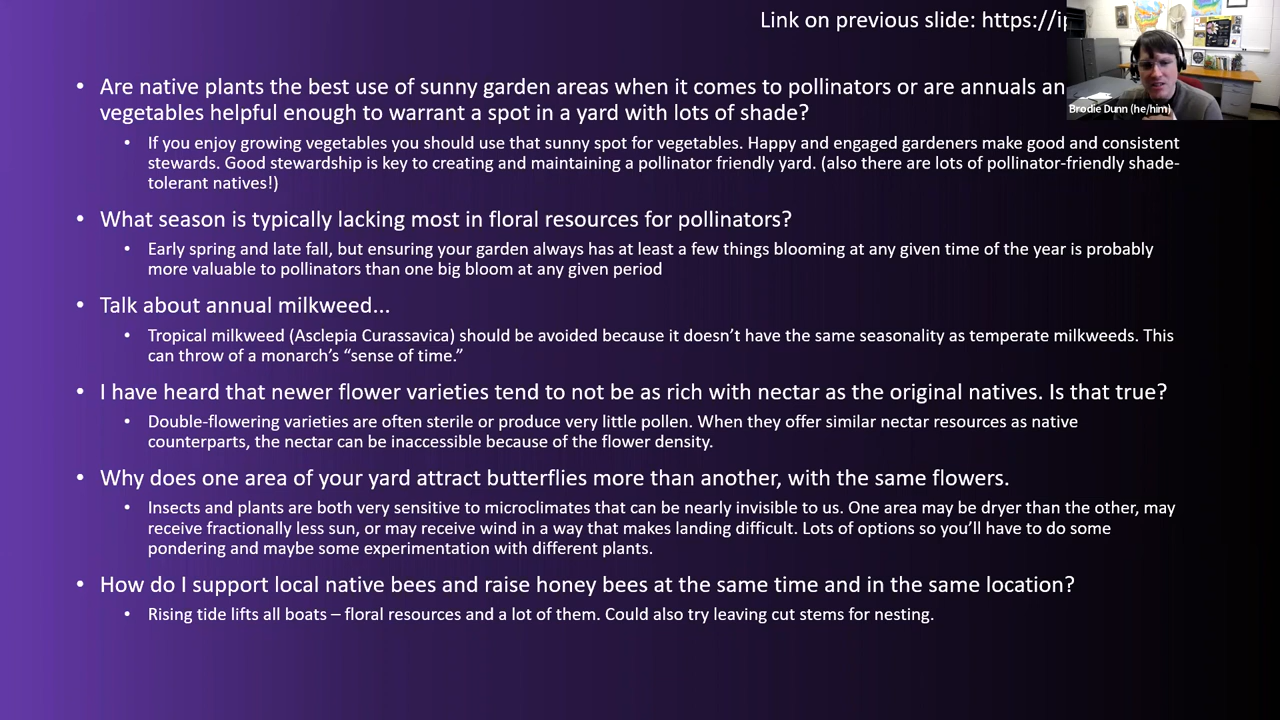 Link on previous slide: https://ip
Brodie Dunn (he/him)
• Are native plants the best use of sunny garden areas when it comes to pollinators or are annuals an
vegetables helpful enough to warrant a spot in a yard with lots of shade?
• If you enjoy growing vegetables you should use that sunny spot for vegetables. Happy and engaged gardeners make good and consistent
stewards. Good stewardship is key to creating and maintaining a pollinator friendly yard. (also there are lots of pollinator-friendly shade-
tolerant natives!)
• What season is typically lacking most in floral resources for pollinators?
• Early spring and late fall, but ensuring your garden always has at least a few things blooming at any given time of the year is probably
more valuable to pollinators than one big bloom at any given period
• Talk about annual milkweed...
• Tropical milkweed (Asclepia Curassavica) should be avoided because it doesn't have the same seasonality as temperate milkweeds. This
can throw of a monarch's “sense of time.”
• I have heard that newer flower varieties tend to not be as rich with nectar as the original natives. Is that true?
• Double-flowering varieties are often sterile or produce very little pollen. When they offer similar nectar resources as native
counterparts, the nectar can be inaccessible because of the flower density.
• Why does one area of your yard attract butterflies more than another, with the same flowers.
• Insects and plants are both very sensitive to microclimates that can be nearly invisible to us. One area may be dryer than the other, may
receive fractionally less sun, or may receive wind in a way that makes landing difficult. Lots of options so you'll have to do some
pondering and maybe some experimentation with different plants.
• How do I support local native bees and raise honey bees at the same time and in the same location?
• Rising tide lifts all boats – floral resources and a lot of them. Could also try leaving cut stems for nesting.